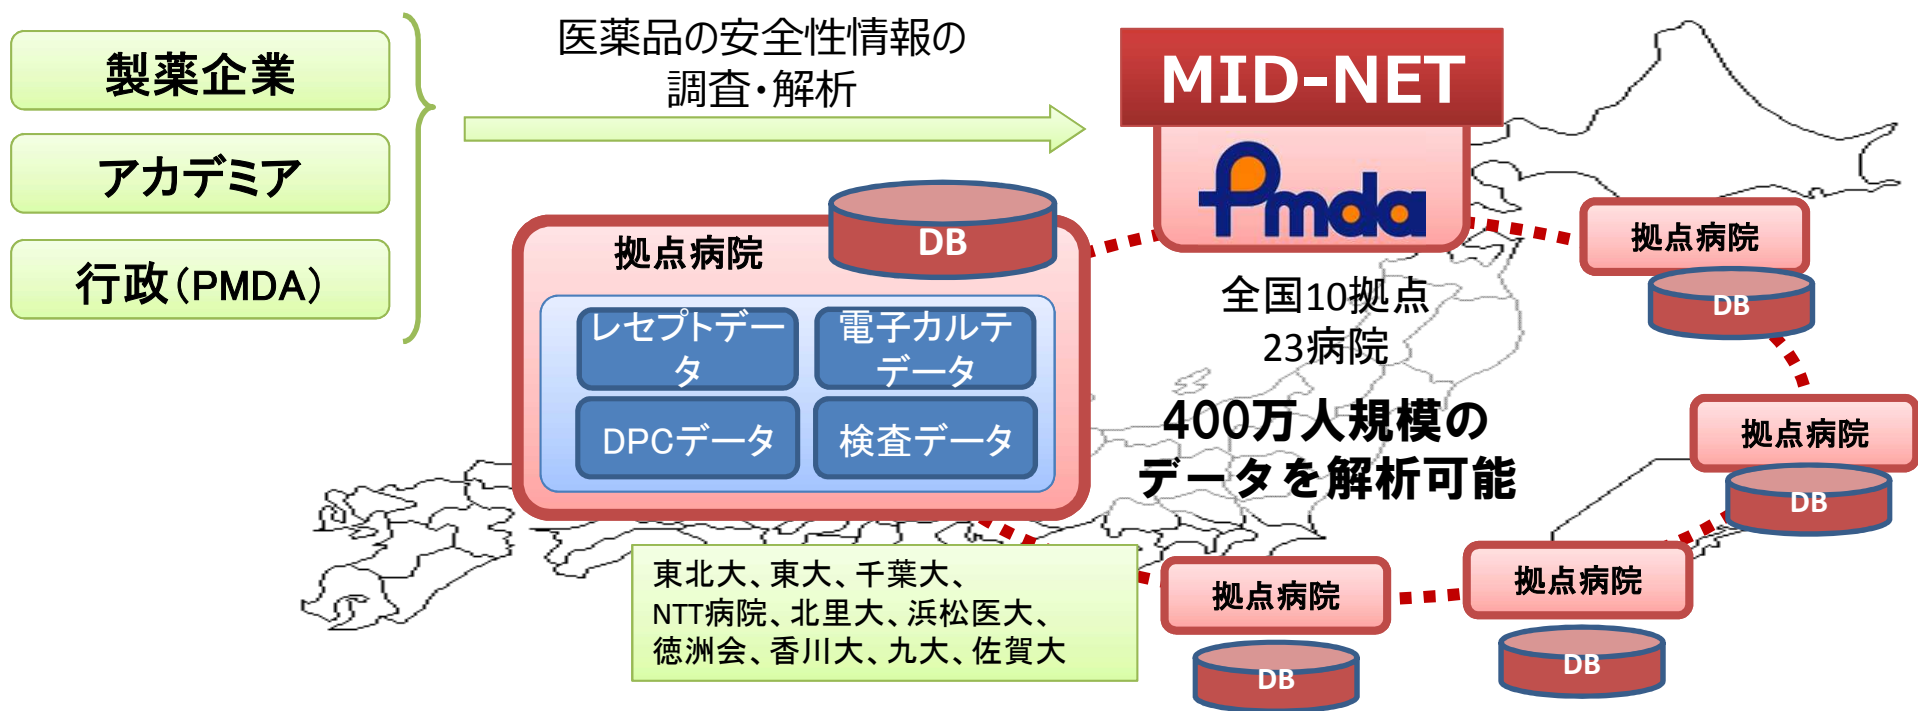 製薬企業
アカデミア
行政（PMDA）
医薬品の安全性情報の
調査・解析
MID-NET
Pmda
拠点病院
DB
レセプトデー
タ
電子カルテ
データ
DPCデータ
検査データ
全国10拠点
23病院
400万人規模の
データを解析可能
拠点病院
DB
拠点病院
DB
拠点病院
DB
拠点病院
DB
東北大、東大、千葉大、
NTT病院、北里大、浜松医大、
徳洲会、香川大、九大、佐賀大